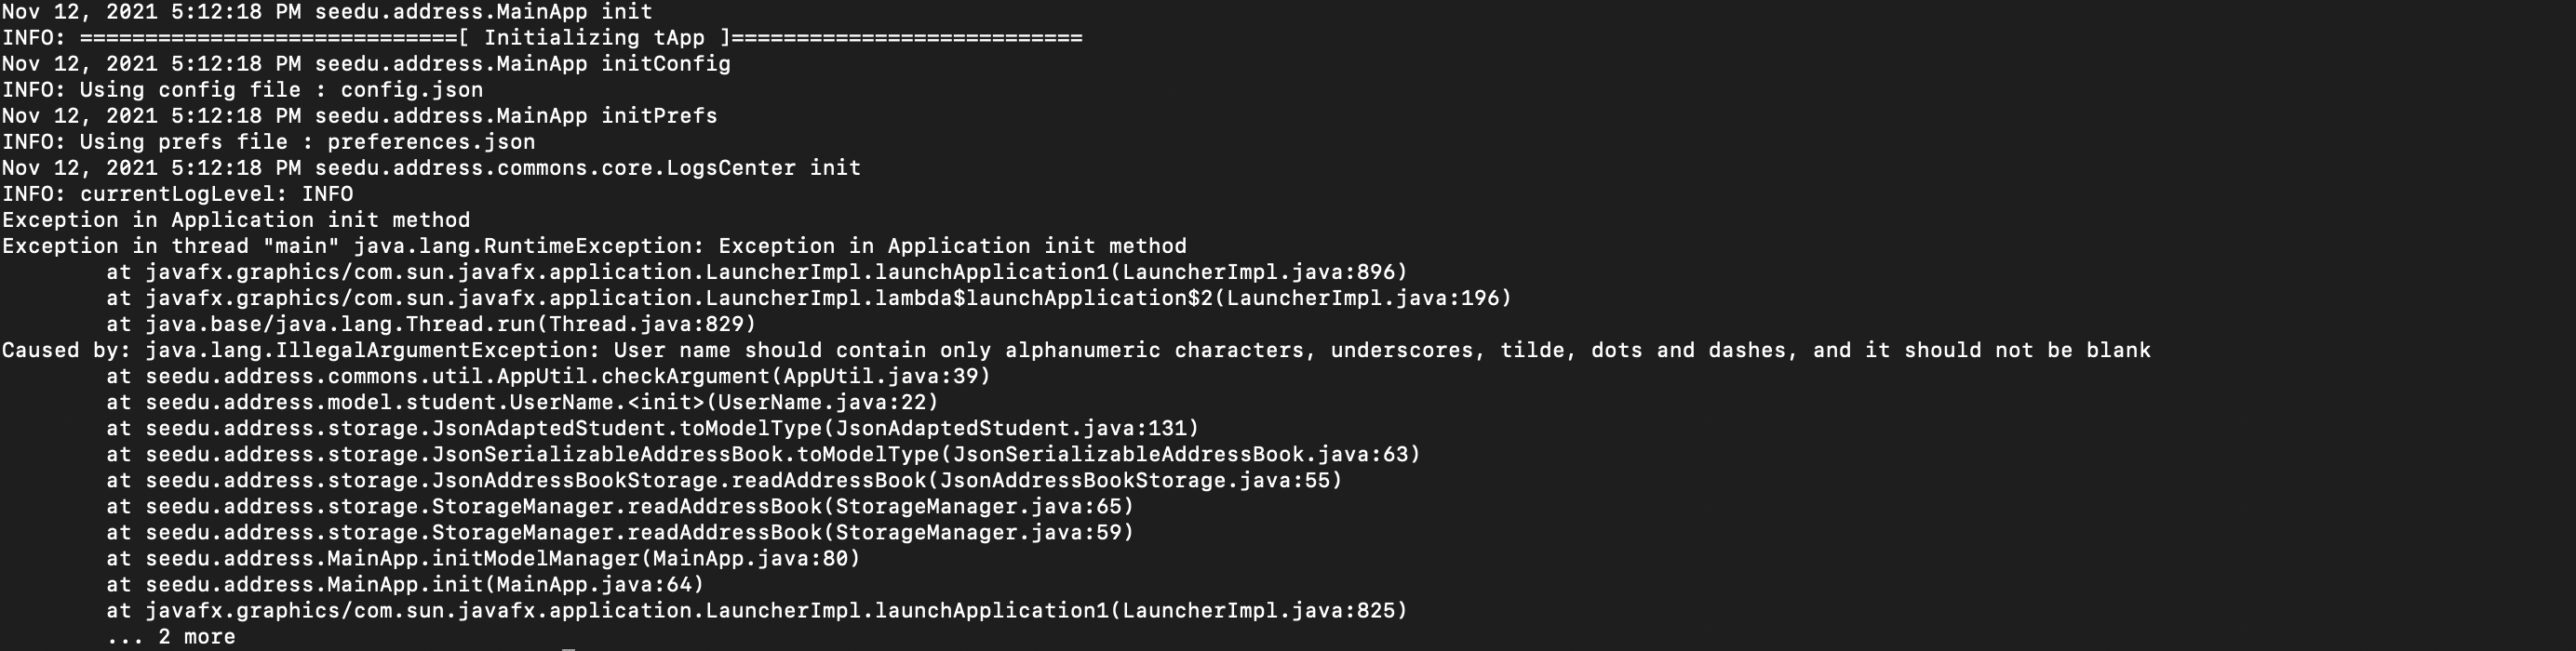 Nov 12, 2021 5:12:18 PM seedu.address.MainApp init
INFO: =============================[ Initializing tApp ]===========================
Nov 12, 2021 5:12:18 PM seedu.address.MainApp initConfig
INFO: Using config file : config.json
Nov 12, 2021 5:12:18 PM seedu.address.MainApp initPrefs
INFO: Using prefs file : preferences.json
Nov 12, 2021 5:12:18 PM seedu.address.commons.core.LogsCenter init
INFO: currentLogLevel: INFO
Exception in Application init method
Exception in thread "main" java.lang.RuntimeException: Exception in Application init method
        at javafx.graphics/com.sun.javafx.application.LauncherImpl.launchApplication1(LauncherImpl.java:896)
        at javafx.graphics/com.sun.javafx.application.LauncherImpl.lambda$launchApplication$2(LauncherImpl.java:196)
        at java.base/java.lang.Thread.run(Thread.java:829)
Caused by: java.lang.IllegalArgumentException: User name should contain only alphanumeric characters, underscores, tilde, dots and dashes, and it should not be blank
        at seedu.address.commons.util.AppUtil.checkArgument(AppUtil.java:39)
        at seedu.address.model.student.UserName.<init>(UserName.java:22)
        at seedu.address.storage.JsonAdaptedStudent.toModelType(JsonAdaptedStudent.java:131)
        at seedu.address.storage.JsonSerializableAddressBook.toModelType(JsonSerializableAddressBook.java:63)
        at seedu.address.storage.JsonAddressBookStorage.readAddressBook(JsonAddressBookStorage.java:55)
        at seedu.address.storage.StorageManager.readAddressBook(StorageManager.java:65)
        at seedu.address.storage.StorageManager.readAddressBook(StorageManager.java:59)
        at seedu.address.MainApp.initModelManager(MainApp.java:80)
        at seedu.address.MainApp.init(MainApp.java:64)
        at javafx.graphics/com.sun.javafx.application.LauncherImpl.launchApplication1(LauncherImpl.java:825)
        ... 2 more